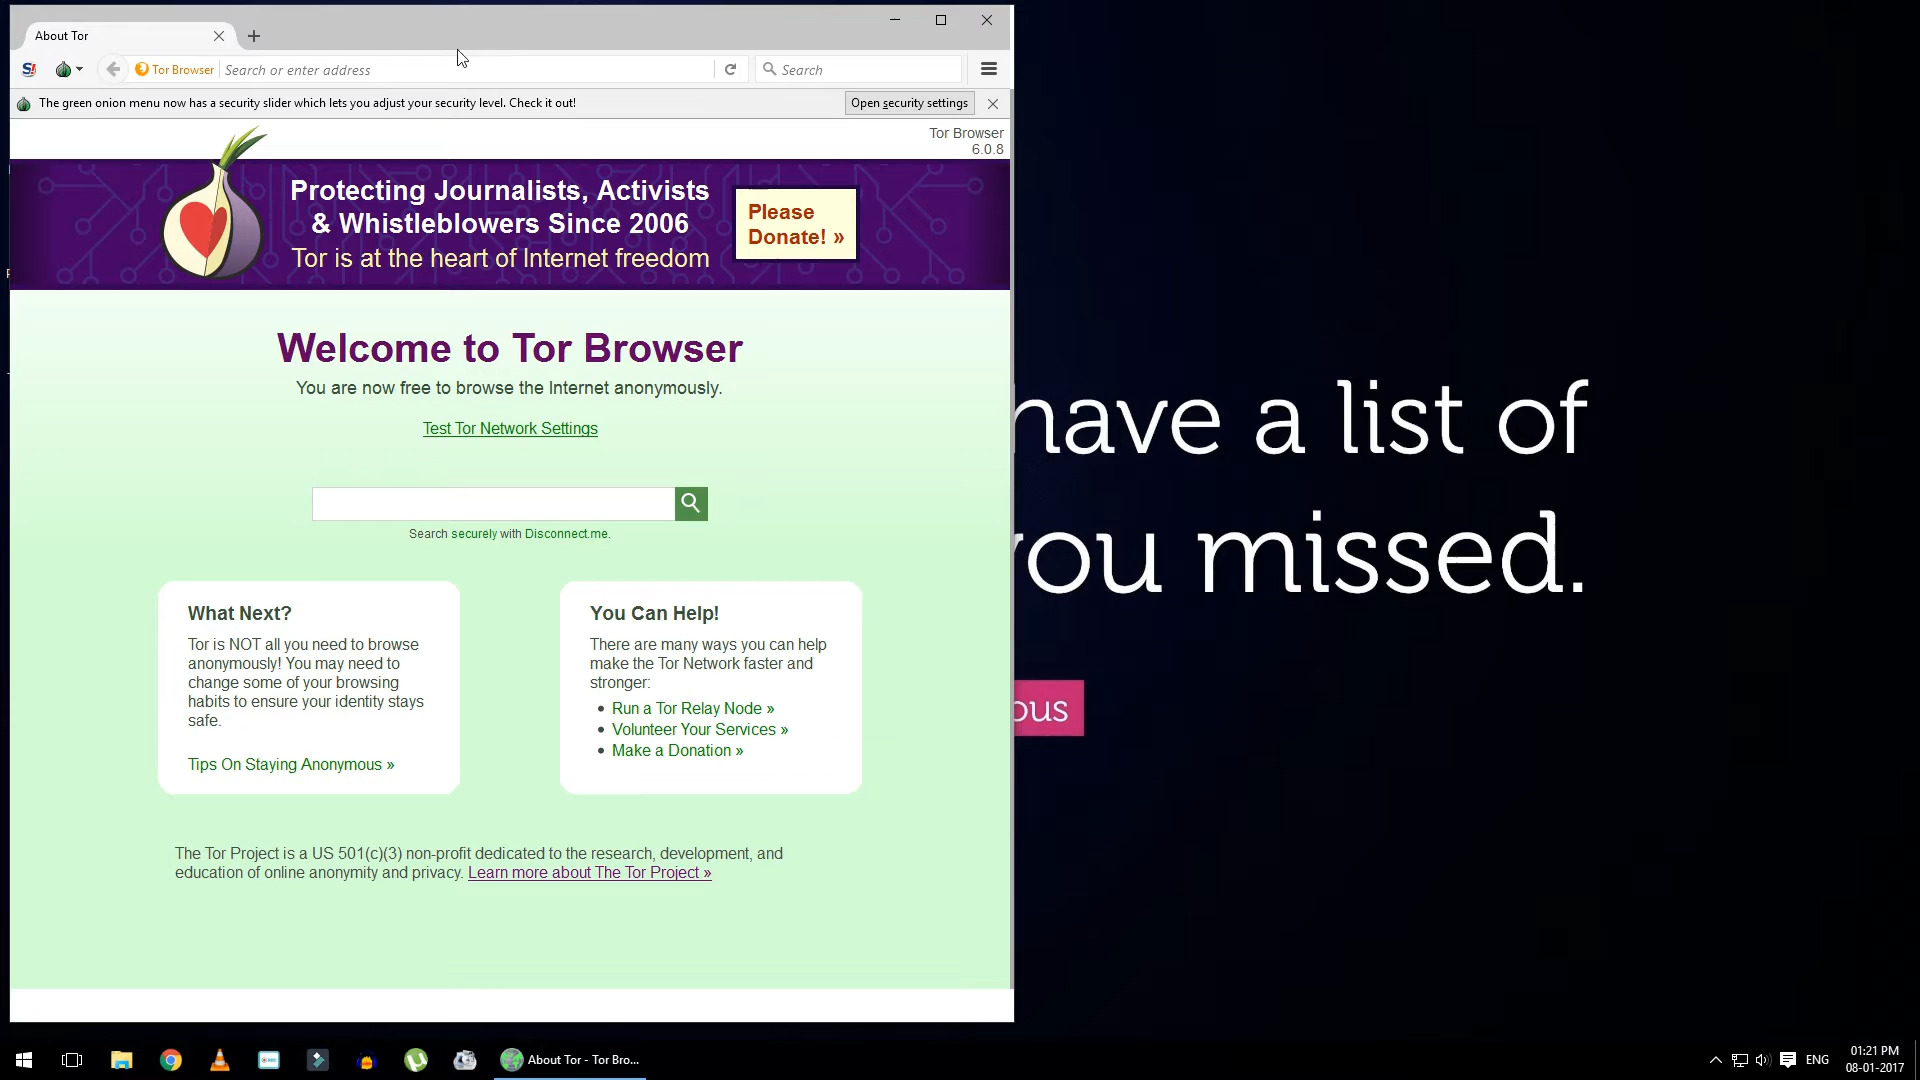 About Tor
Tor Browser
Search or enter address
Search
The green onion menu now has a security slider which lets you adjust your security level. Check it out!
Open security settings
Tor Browser
6.0.8
Protecting Journalists, Activists
& Whistleblowers Since 2006
Tor is at the heart of Internet freedom
Please
Donate! »
Welcome to Tor Browser
You are now free to browse the Internet anonymously.
Test Tor Network Settings
Search securely with Disconnect.me.
What Next?
Tor is NOT all you need to browse
anonymously! You may need to
change some of your browsing
habits to ensure your identity stays
safe.
Tips On Staying Anonymous »
You Can Help!
There are many ways you can help
make the Tor Network faster and
stronger:
Run a Tor Relay Node »
Volunteer Your Services »
Make a Donation »
The Tor Project is a US 501(c)(3) non-profit dedicated to the research, development, and
education of online anonymity and privacy. Learn more about The Tor Project »
have a list of
you missed.
ous
About Tor - Tor Bro...
ENG
01:21 PM
08-01-2017